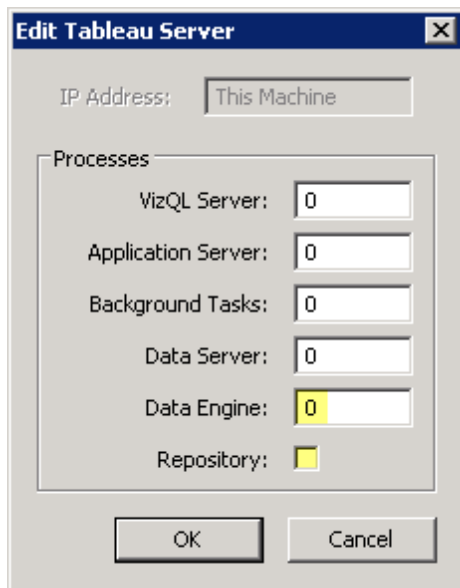 Edit Tableau Server
IP Address: This Machine
Processes
VizQL Server: 0
Application Server: 0
Background Tasks: 0
Data Server: 0
Data Engine: 0
Repository:
OK Cancel